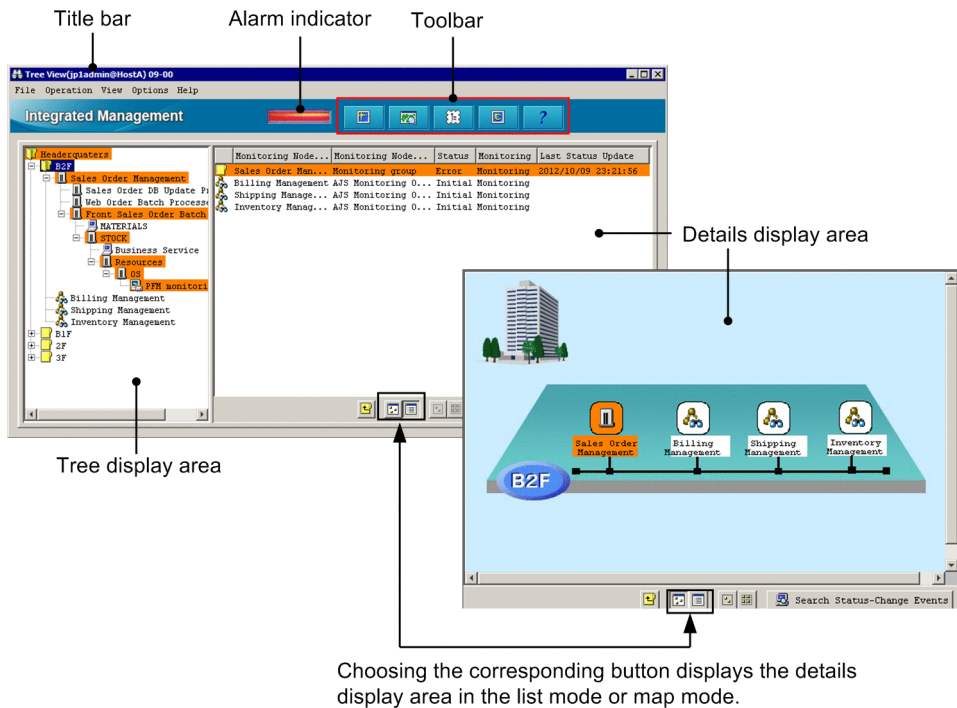 Title bar
Alarm indicator
Toolbar
Tree View(jp1admin@HostA) 09-00
File Operation View Options Help
Integrated Management
?
Headerquaters
B2F
Sales Order Management
Sales Order DB Update Pr
Web Order Batch Processe
Front Sales Order Batch
MATERIALS
STOCK
Business Service
Resources
OS
PFM monitori
Billing Management
Shipping Management
Inventory Management
B1F
2F
3F
Monitoring Node... Monitoring Node... Status Monitoring Last Status Update
Sales Order Man... Monitoring group Error Monitoring 2012/10/09 23:21:56
Billing Management AJS Monitoring O... Initial Monitoring
Shipping Manage... AJS Monitoring O... Initial Monitoring
Inventory Manag... AJS Monitoring O... Initial Monitoring
Details display area
Tree display area
Sales Order
Management
Billing
Management
Shipping
Management
Inventory
Management
B2F
Search Status-Change Events
Choosing the corresponding button displays the details
display area in the list mode or map mode.